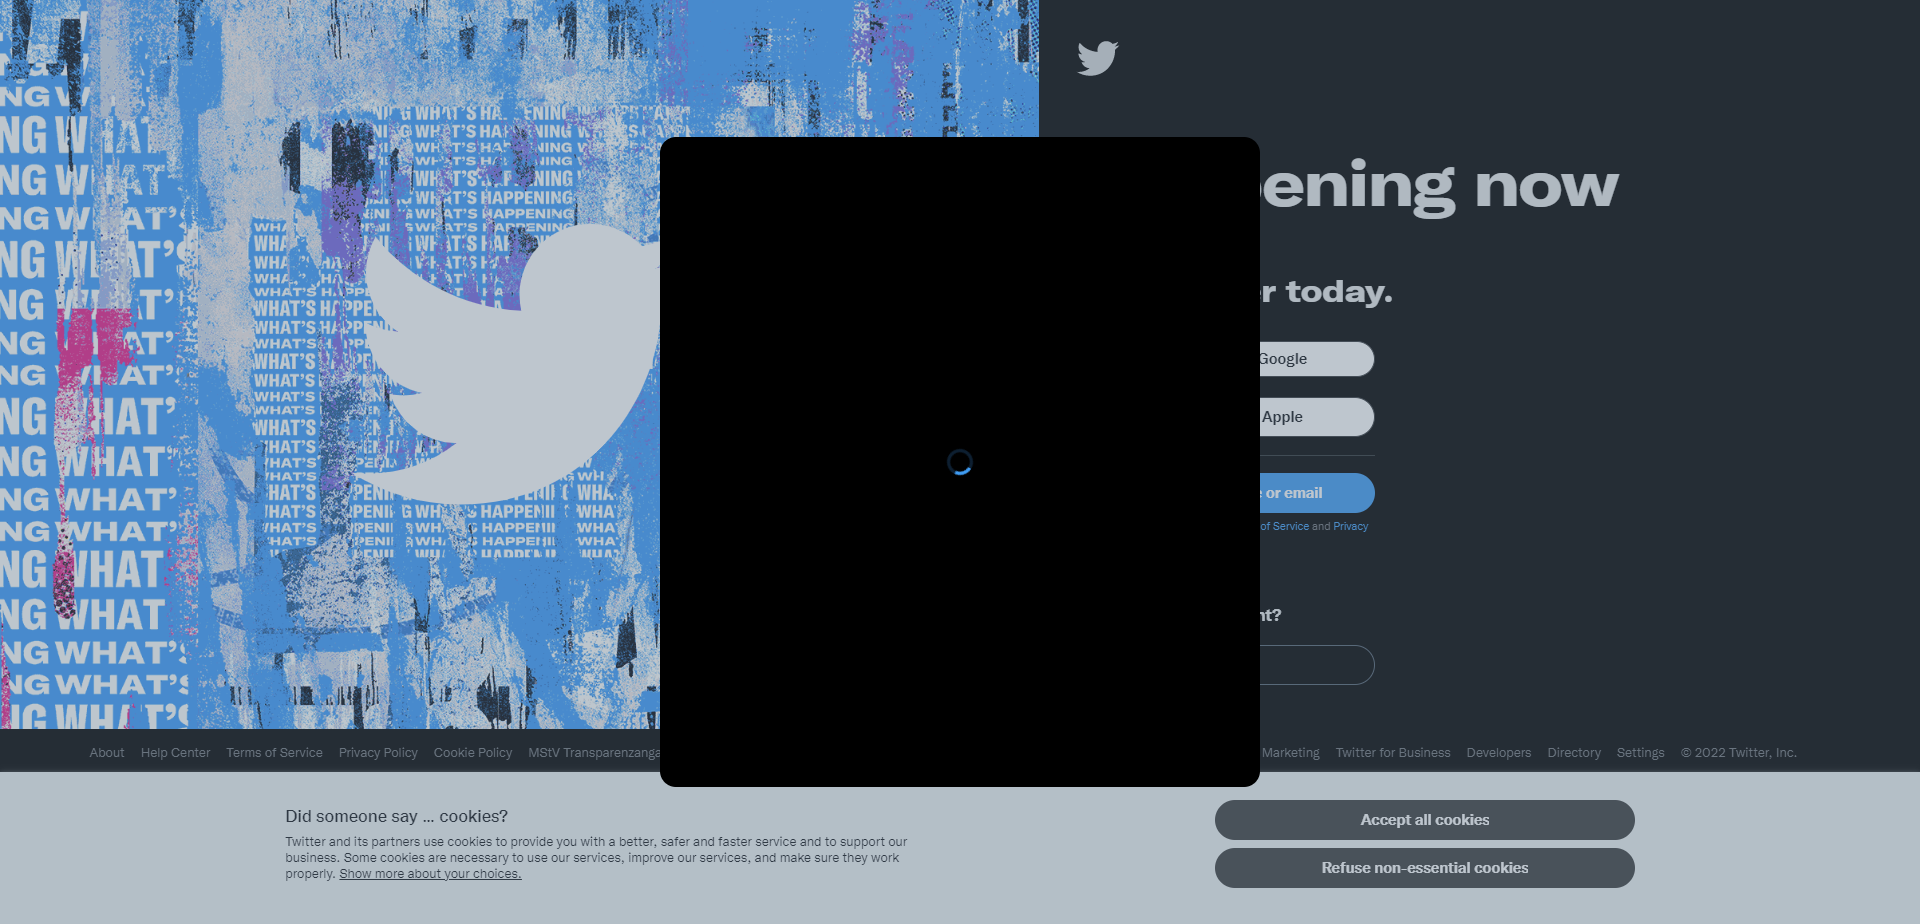 ening now
r today.
Google
Apple
or email
of Service and Privacy
nt?
About Help Center Terms of Service Privacy Policy Cookie Policy MStV Transparenzanga
Marketing Twitter for Business Developers Directory Settings © 2022 Twitter, Inc.
Did someone say … cookies?
Twitter and its partners use cookies to provide you with a better, safer and faster service and to support our
business. Some cookies are necessary to use our services, improve our services, and make sure they work
properly. Show more about your choices.
Accept all cookies
Refuse non-essential cookies
WHAT'S HAPPENING